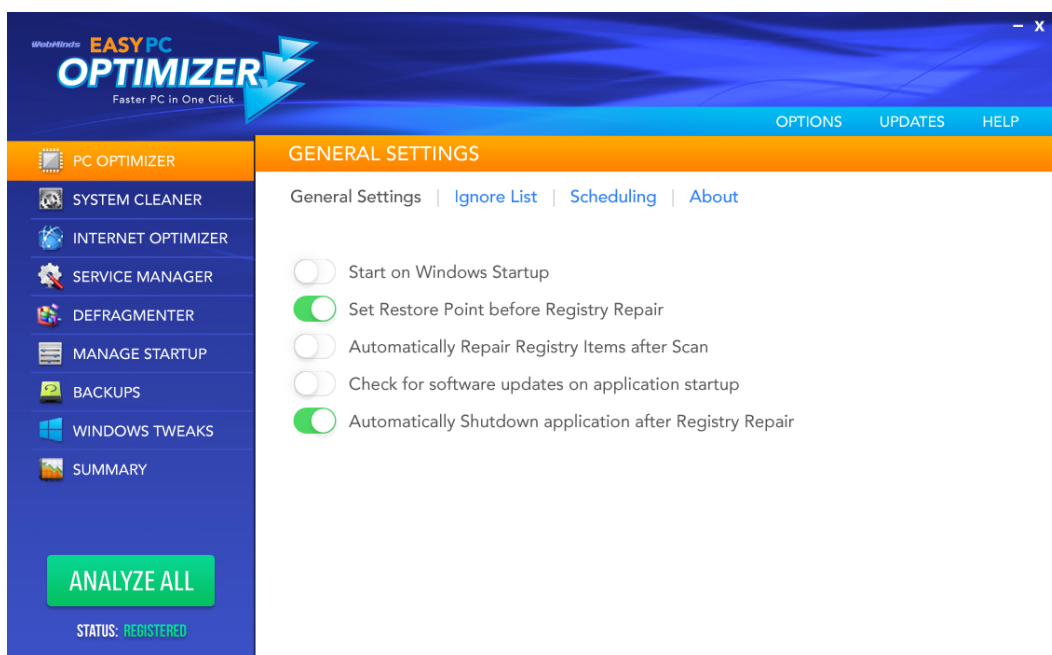 WebMinds EASY PC
OPTIMIZER
Faster PC in One Click
– X
OPTIONS UPDATES HELP
PC OPTIMIZER
SYSTEM CLEANER
INTERNET OPTIMIZER
SERVICE MANAGER
DEFRAGMENTER
MANAGE STARTUP
BACKUPS
WINDOWS TWEAKS
SUMMARY
ANALYZE ALL
STATUS: REGISTERED
GENERAL SETTINGS
General Settings | Ignore List | Scheduling | About
Start on Windows Startup
Set Restore Point before Registry Repair
Automatically Repair Registry Items after Scan
Check for software updates on application startup
Automatically Shutdown application after Registry Repair